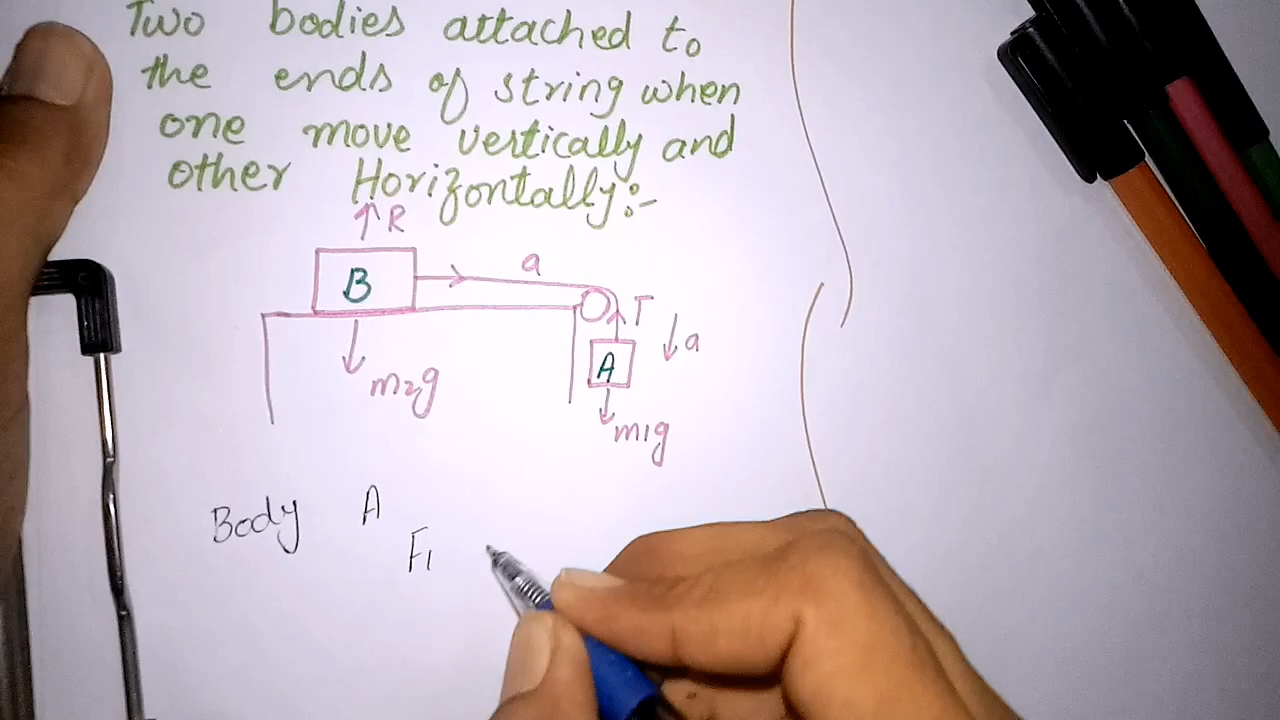 Two bodies attached to
the ends of string when
one move vertically and
other Horizontally:-
R
B
a
T
a
A
m2g
m1g
Body A
F1